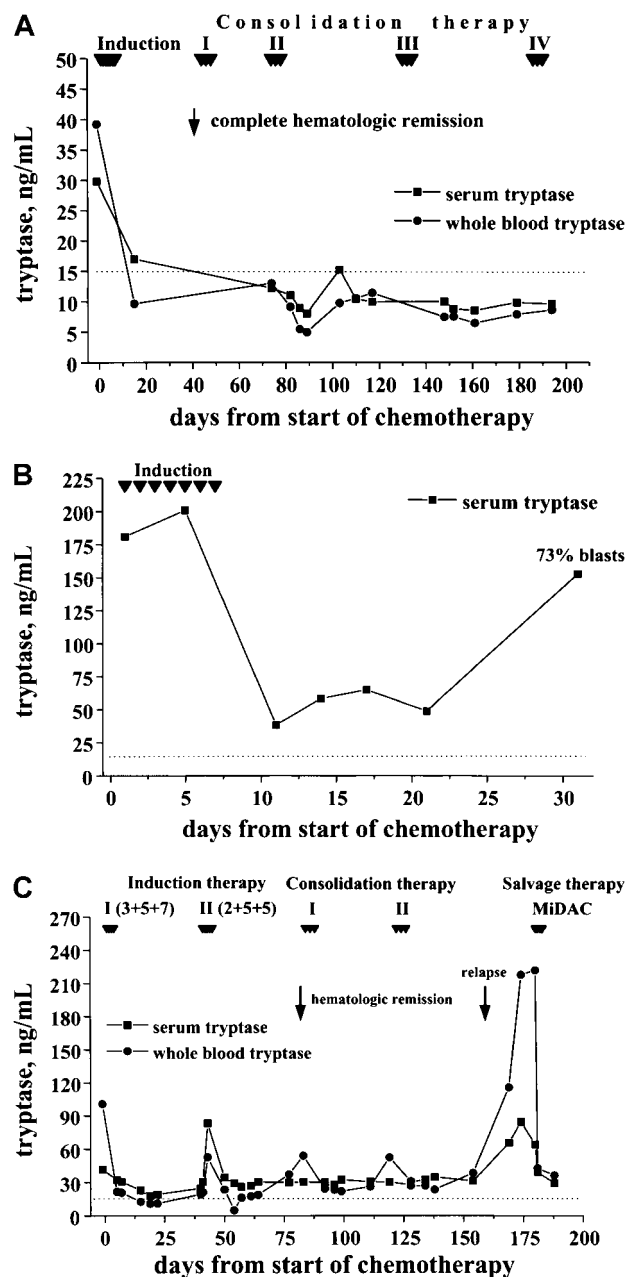 A
Consolidation therapy
Induction I II III IV
complete hematologic remission
serum tryptase
whole blood tryptase
tryptase, ng/mL
50
45
40
35
30
25
20
15
10
5
0
0 20 40 60 80 100 120 140 160 180 200
days from start of chemotherapy
B
Induction
serum tryptase
73% blasts
tryptase, ng/mL
225
200
175
150
125
100
75
50
25
0
0 5 10 15 20 25 30
days from start of chemotherapy
C
Induction therapy Consolidation therapy Salvage therapy
I (3+5+7) II (2+5+5) I II MiDAC
relapse
hematologic remission
serum tryptase
whole blood tryptase
tryptase, ng/mL
270
240
210
180
150
120
90
60
30
0
0 25 50 75 100 125 150 175 200
days from start of chemotherapy